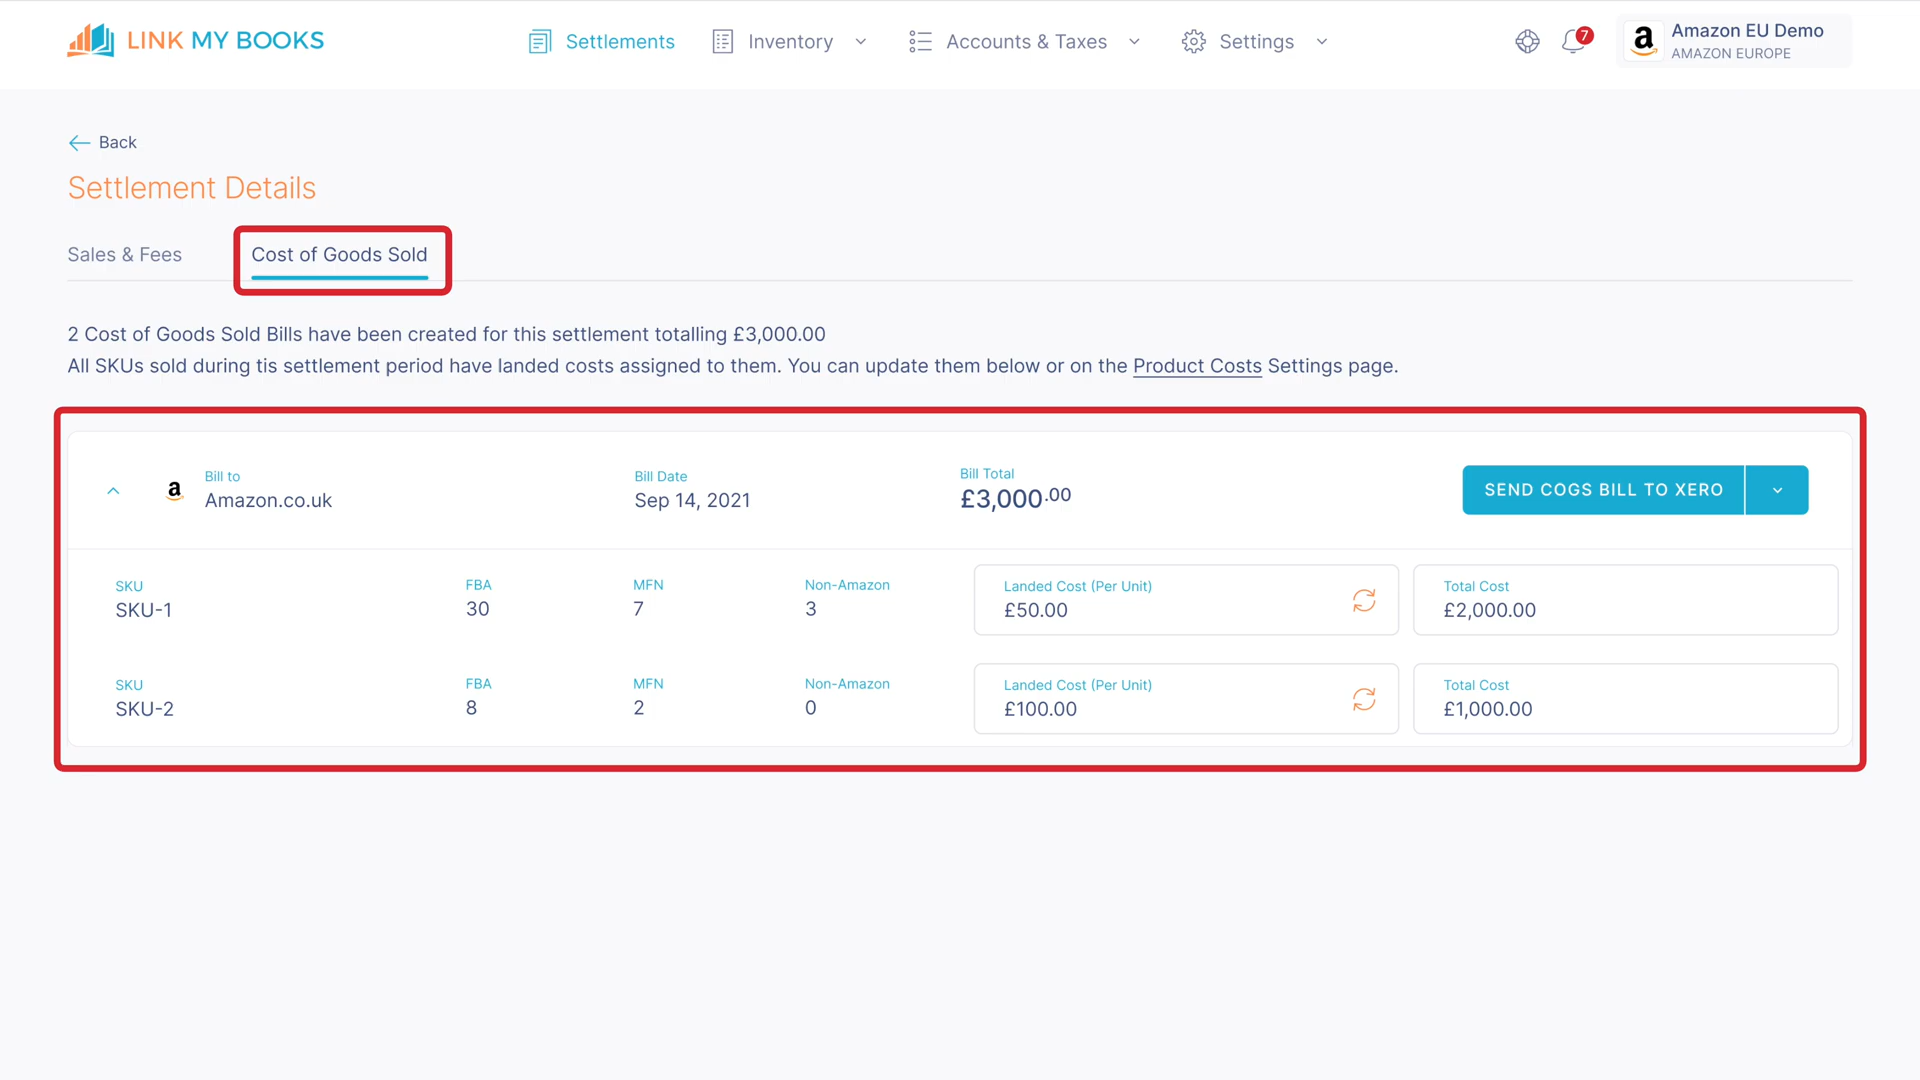 LINK MY BOOKS
Settlements
Inventory
Accounts & Taxes
Settings
7
a
Amazon EU Demo
AMAZON EUROPE
Back
Settlement Details
Sales & Fees
Cost of Goods Sold
2 Cost of Goods Sold Bills have been created for this settlement totalling £3,000.00
All SKUs sold during tis settlement period have landed costs assigned to them. You can update them below or on the Product Costs Settings page.
a
Bill to
Amazon.co.uk
Bill Date
Sep 14, 2021
Bill Total
£3,000.00
SEND COGS BILL TO XERO
SKU
SKU-1
FBA
30
MFN
7
Non-Amazon
3
Landed Cost (Per Unit)
£50.00
Total Cost
£2,000.00
SKU
SKU-2
FBA
8
MFN
2
Non-Amazon
0
Landed Cost (Per Unit)
£100.00
Total Cost
£1,000.00